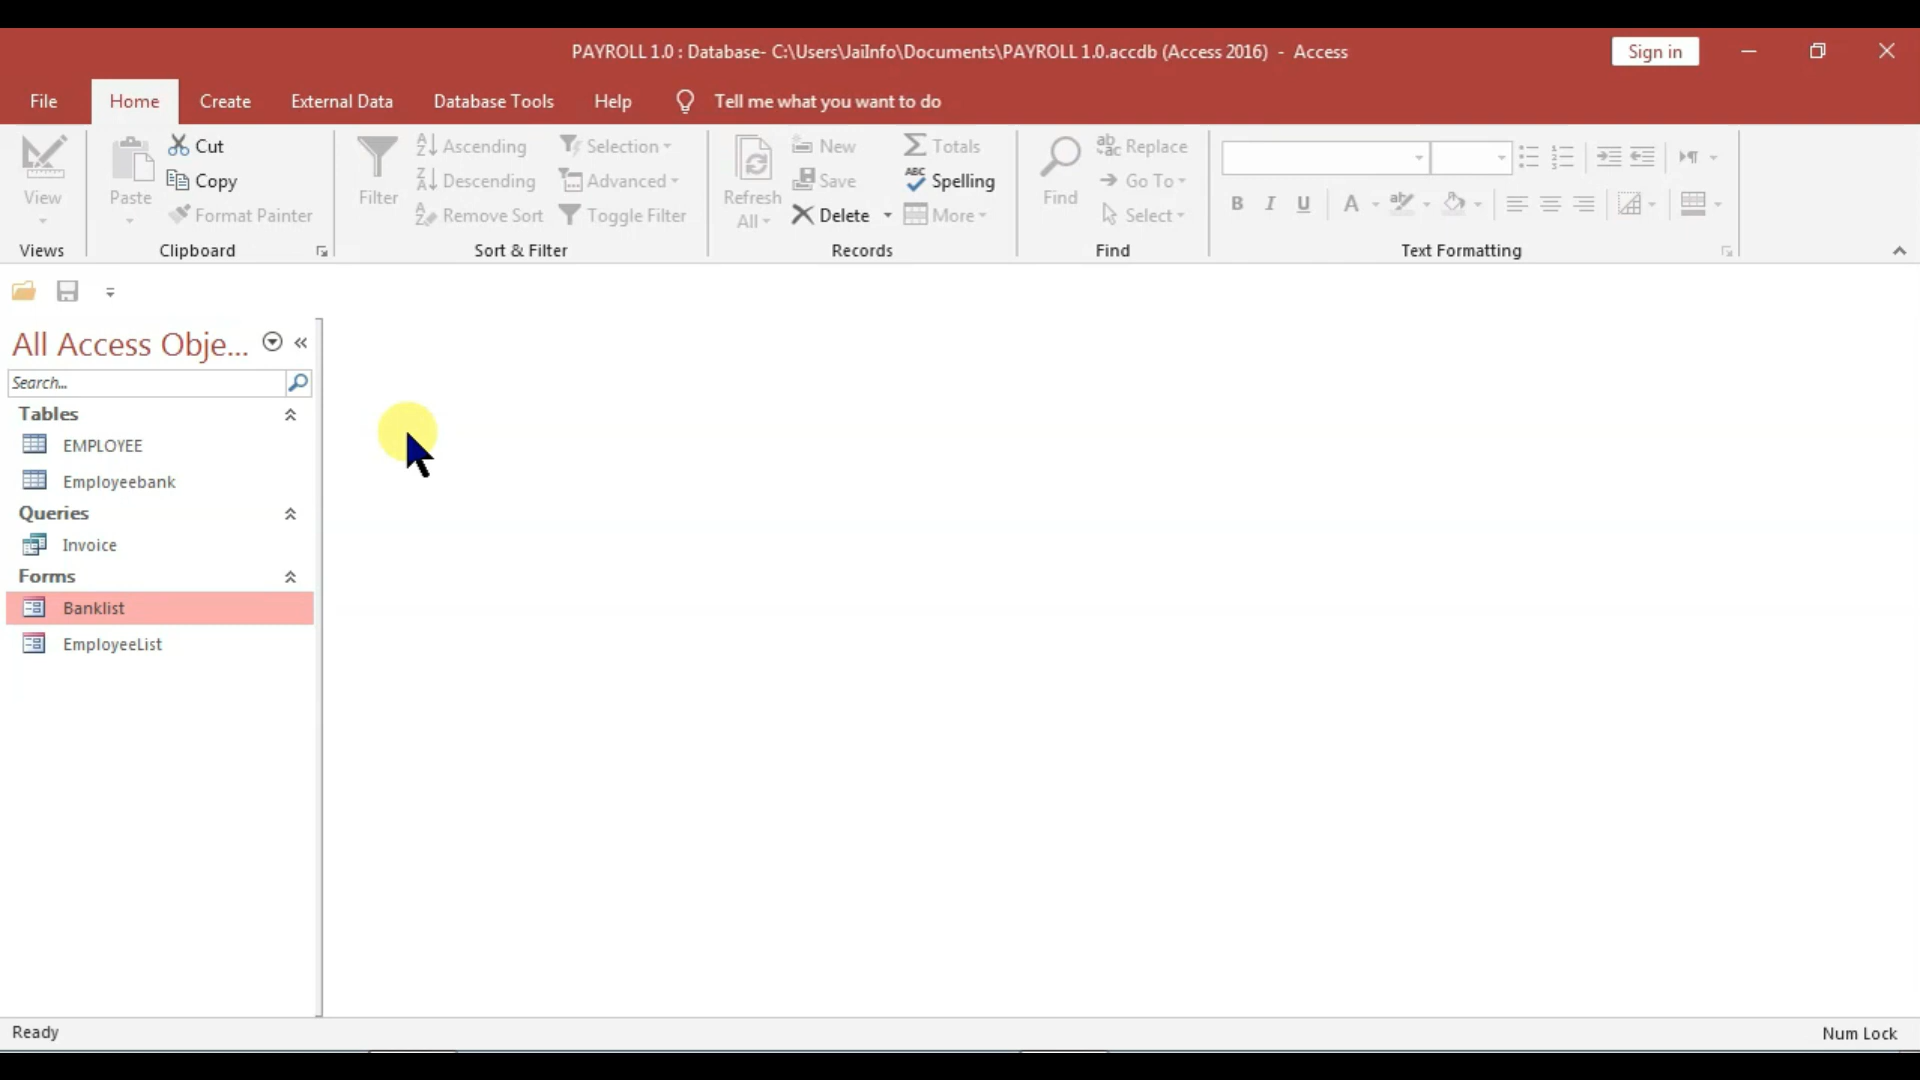 PAYROLL 1.0 : Database- C:\Users\JaiInfo\Documents\PAYROLL 1.0.accdb (Access 2016) - Access
Sign in
File Home Create External Data Database Tools Help Tell me what you want to do
View
Views
Paste
Cut
Copy
Format Painter
Clipboard
Filter
Ascending
Descending
Remove Sort
Selection
Advanced
Toggle Filter
Sort & Filter
Refresh
All
New
Save
Delete
Totals
Spelling
More
Records
Find
Replace
Go To
Select
Find
B I U A
Text Formatting
All Access Obje...
Search...
Tables
EMPLOYEE
Employeebank
Queries
Invoice
Forms
Banklist
EmployeeList
Ready
Num Lock